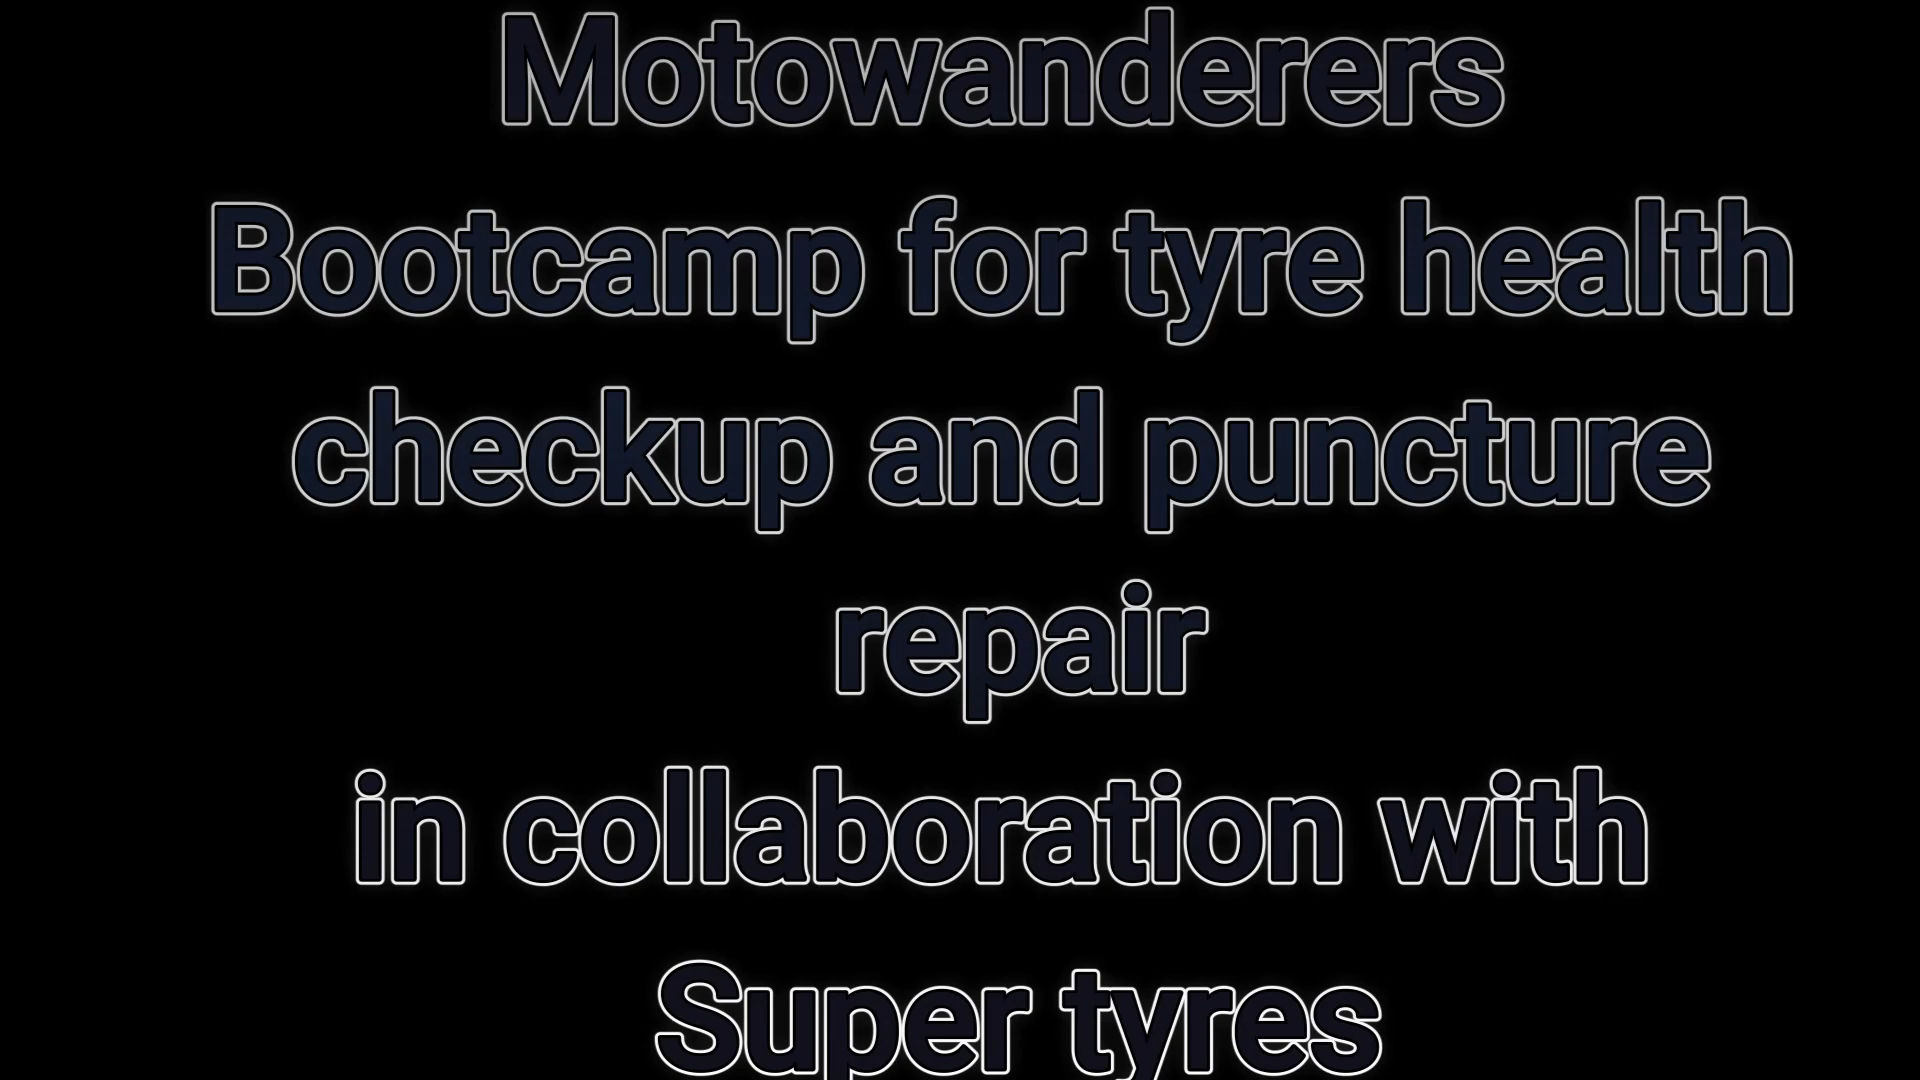 Motowanderers
Bootcamp for tyre health
checkup and puncture
repair
in collaboration with
Super tyres